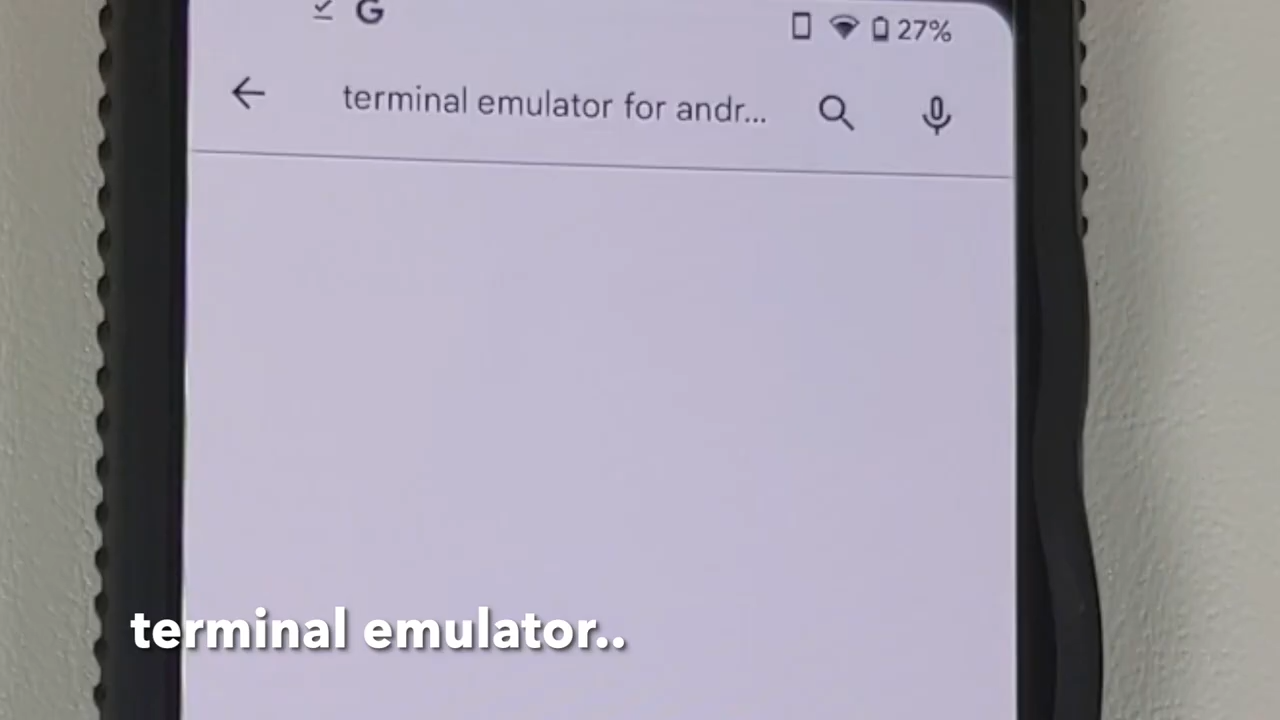 G
27%
terminal emulator for andr...
terminal emulator..